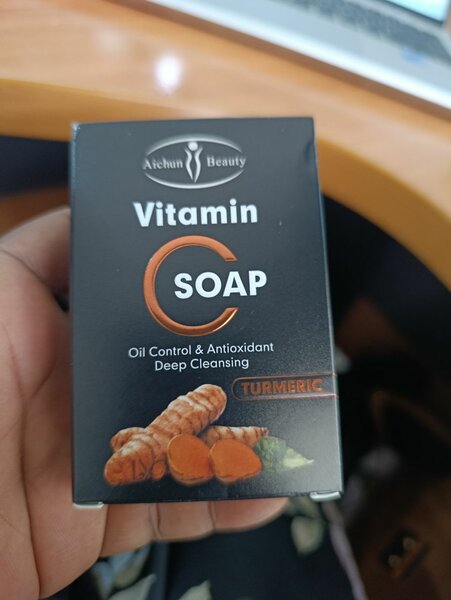 Aichun Beauty
Vitamin
C SOAP
Oil Control & Antioxidant
Deep Cleansing
TURMERIC